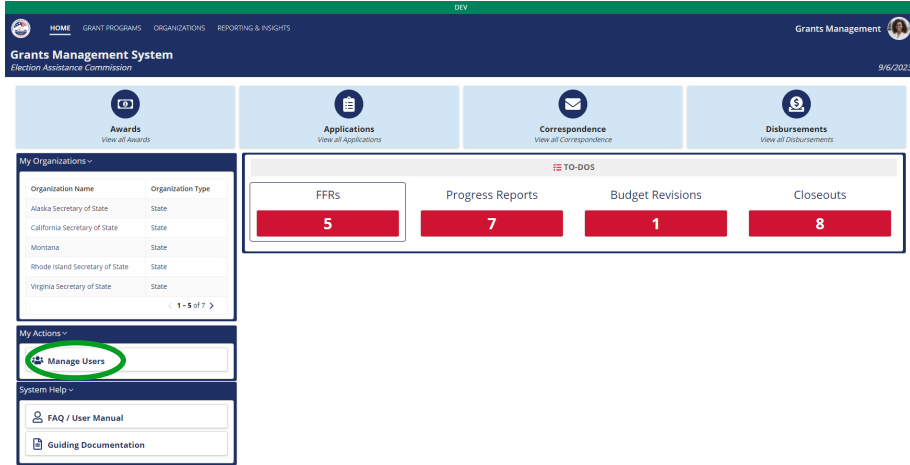 DEV
HOME GRANT PROGRAMS ORGANIZATIONS REPORTING & INSIGHTS
Grants Management
Grants Management System
Election Assistance Commission
9/6/2023
Awards
View all Awards
Applications
View all Applications
Correspondence
View all Correspondence
Disbursements
View all Disbursements
My Organizations
Organization Name Organization Type
Alaska Secretary of State State
California Secretary of State State
Montana State
Rhode Island Secretary of State State
Virginia Secretary of State State
1 – 5 of 7
TO-DOS
FFRs Progress Reports Budget Revisions Closeouts
5 7 1 8
My Actions
Manage Users
System Help
FAQ / User Manual
Guiding Documentation